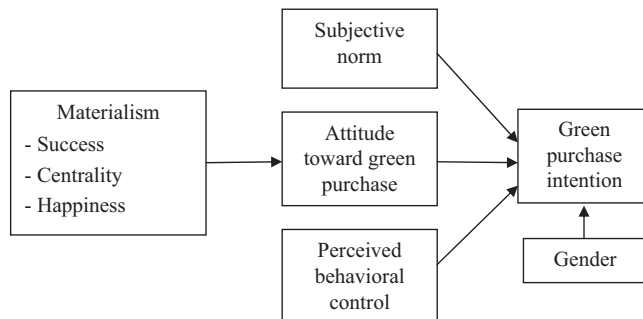 Subjective
norm
Materialism
- Success
- Centrality
- Happiness
Attitude
toward green
purchase
Green
purchase
intention
Perceived
behavioral
control
Gender